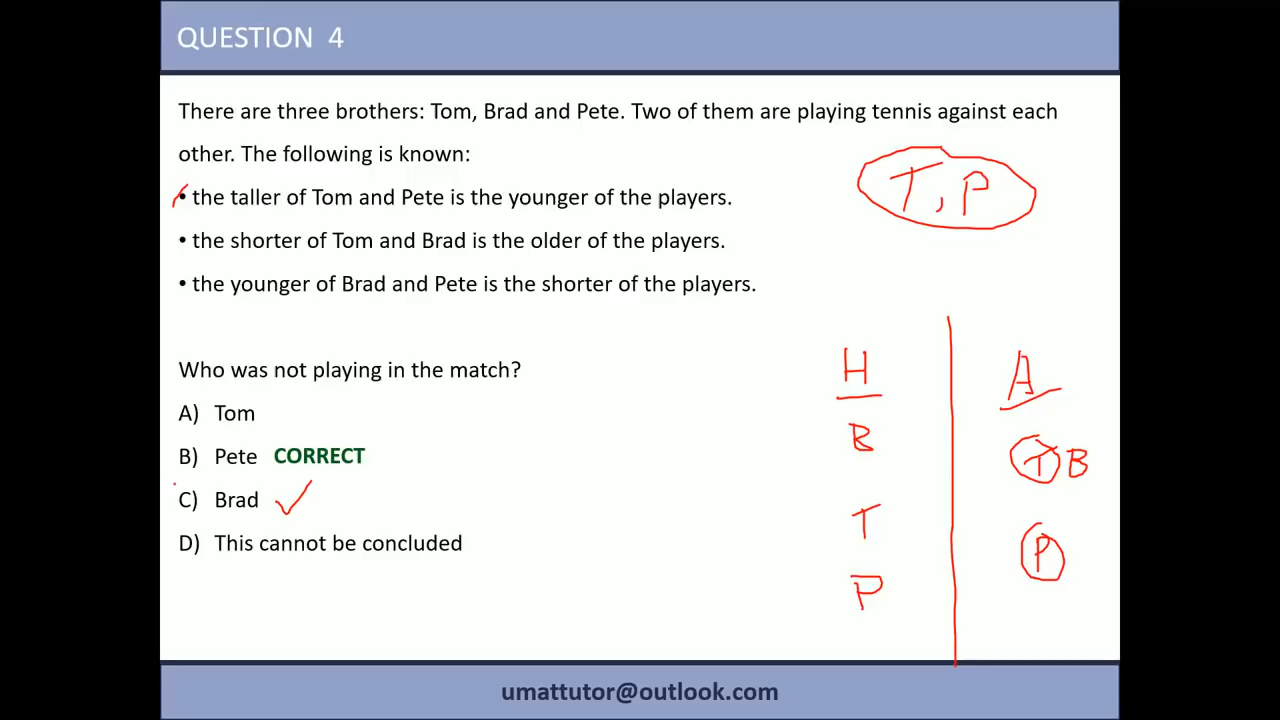 QUESTION 4
There are three brothers: Tom, Brad and Pete. Two of them are playing tennis against each
other. The following is known:
• the taller of Tom and Pete is the younger of the players.
• the shorter of Tom and Brad is the older of the players.
• the younger of Brad and Pete is the shorter of the players.
T, P
Who was not playing in the match?
A) Tom
B) Pete CORRECT
C) Brad ✓
D) This cannot be concluded
H A
B T B
T P
P
umattutor@outlook.com